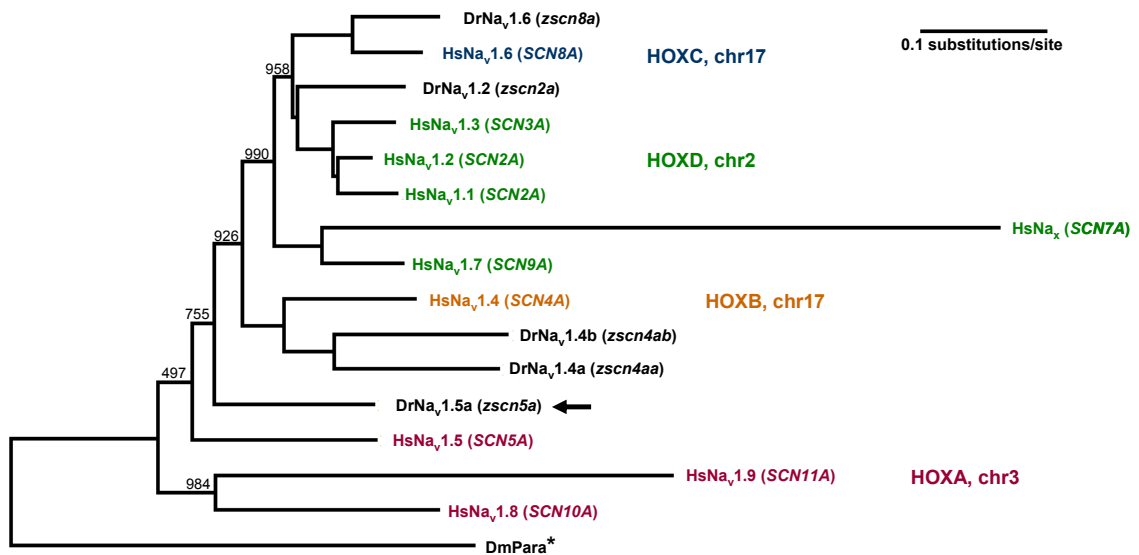 DrNav1.6 (zscn8a)
0.1 substitutions/site
HsNav1.6 (SCN8A)
HOXC, chr17
958
DrNav1.2 (zscn2a)
HsNav1.3 (SCN3A)
HsNav1.2 (SCN2A)
HOXD, chr2
990
HsNav1.1 (SCN2A)
HsNax (SCN7A)
926
HsNav1.7 (SCN9A)
HsNav1.4 (SCN4A)
HOXB, chr17
755
DrNav1.4b (zscn4ab)
DrNav1.4a (zscn4aa)
497
DrNav1.5a (zscn5a)
HsNav1.5 (SCN5A)
HsNav1.9 (SCN11A)
HOXA, chr3
984
HsNav1.8 (SCN10A)
DmPara*